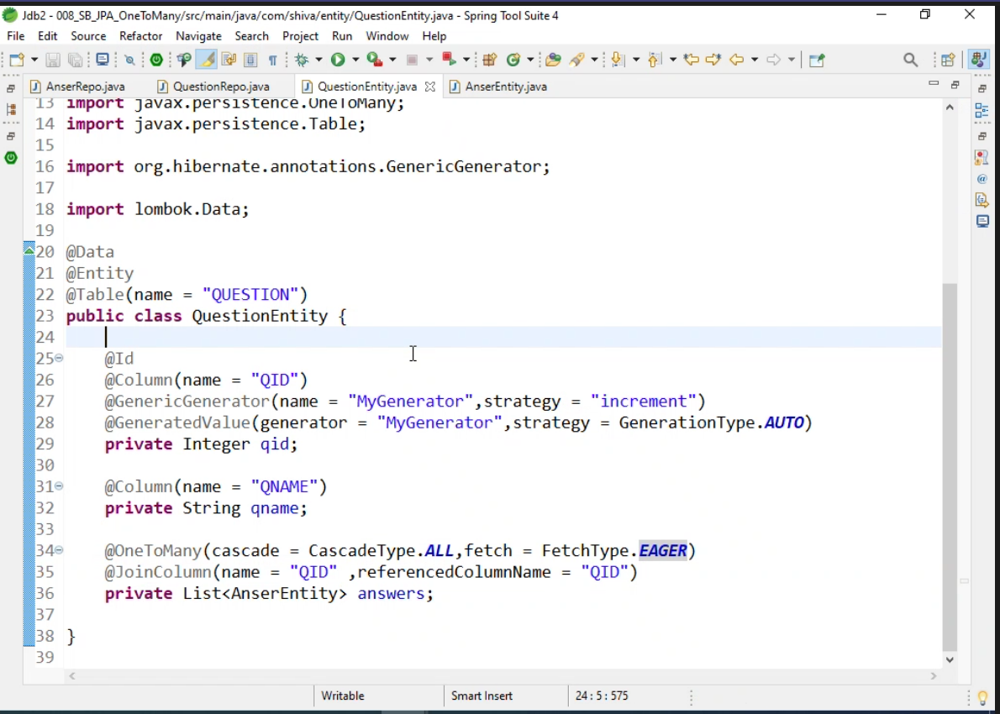 Jdb2 - 008_SB_JPA_OneToMany/src/main/java/com/shiva/entity/QuestionEntity.java - Spring Tool Suite 4
File Edit Source Refactor Navigate Search Project Run Window Help
AnserRepo.java QuestionRepo.java QuestionEntity.java AnserEntity.java
13 import javax.persistence.OneToMany;
14 import javax.persistence.Table;
15
16 import org.hibernate.annotations.GenericGenerator;
17
18 import lombok.Data;
19
20 @Data
21 @Entity
22 @Table(name = "QUESTION")
23 public class QuestionEntity {
24
25 @Id
26 @Column(name = "QID")
27 @GenericGenerator(name = "MyGenerator",strategy = "increment")
28 @GeneratedValue(generator = "MyGenerator",strategy = GenerationType.AUTO)
29 private Integer qid;
30
31 @Column(name = "QNAME")
32 private String qname;
33
34 @OneToMany(cascade = CascadeType.ALL,fetch = FetchType.EAGER)
35 @JoinColumn(name = "QID" ,referencedColumnName = "QID")
36 private List<AnserEntity> answers;
37
38 }
39
Writable Smart Insert 24 : 5 : 575